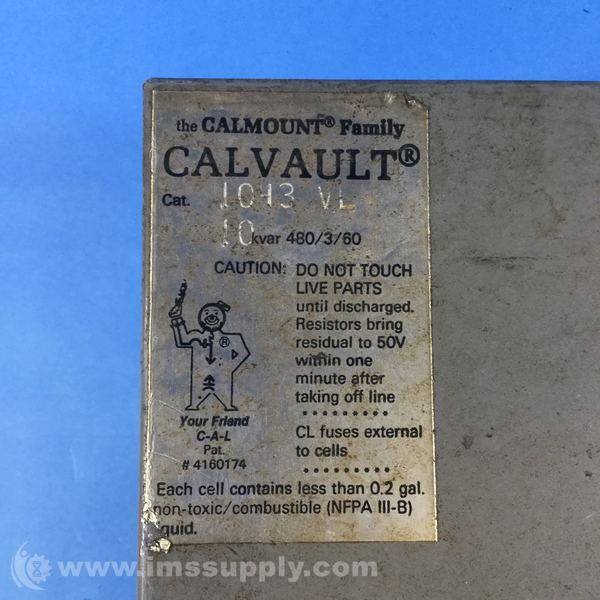 the CALMOUNT® Family
CALVAULT®
Cat. 1043 VL
10 kvar 480/3/60
CAUTION: DO NOT TOUCH
LIVE PARTS
until discharged.
Resistors bring
residual to 50V
within one
minute after
taking off line
®
Your Friend
C-A-L
Pat.
# 4160174
CL fuses external
to cells
Each cell contains less than 0.2 gal.
non-toxic/combustible (NFPA III-B)
liquid.
© www.imssupply.com/